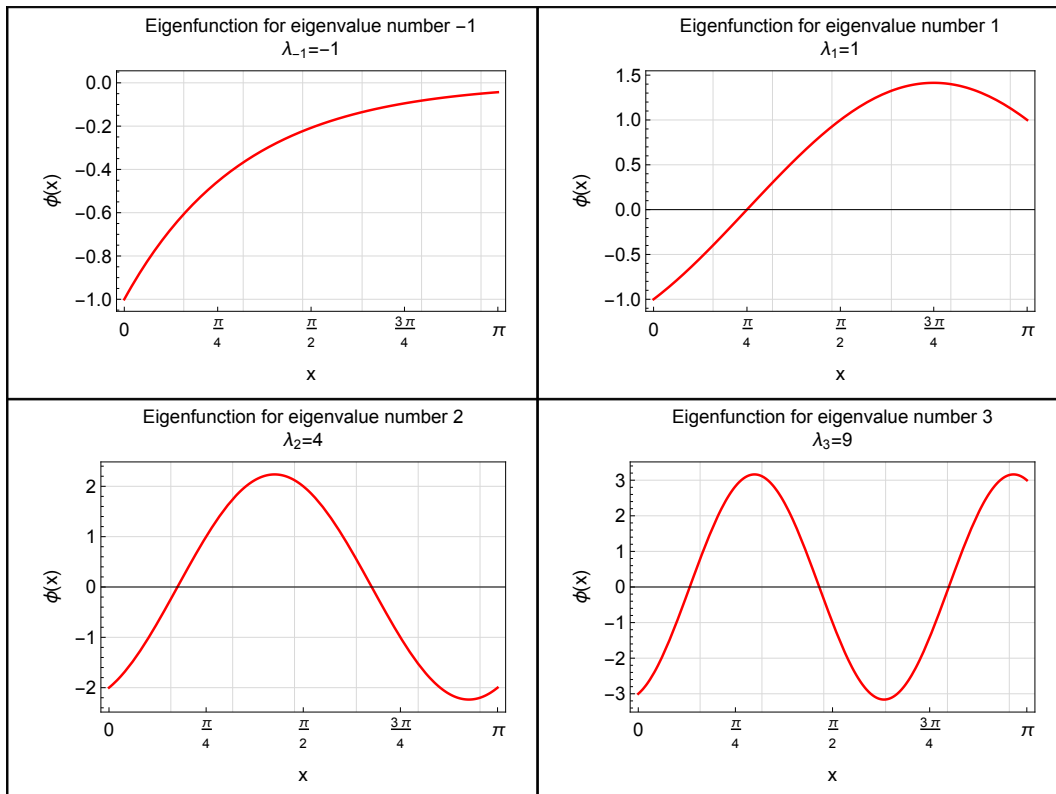 Eigenfunction for eigenvalue number −1
λ₋₁=−1
0.0
−0.2
−0.4
−0.6
−0.8
−1.0
ϕ(x)
0
π/4
π/2
3 π/4
π
x
Eigenfunction for eigenvalue number 1
λ₁=1
1.5
1.0
0.5
0.0
−0.5
−1.0
ϕ(x)
0
π/4
π/2
3 π/4
π
x
Eigenfunction for eigenvalue number 2
λ₂=4
2
1
0
−1
−2
ϕ(x)
0
π/4
π/2
3 π/4
π
x
Eigenfunction for eigenvalue number 3
λ₃=9
3
2
1
0
−1
−2
−3
ϕ(x)
0
π/4
π/2
3 π/4
π
x